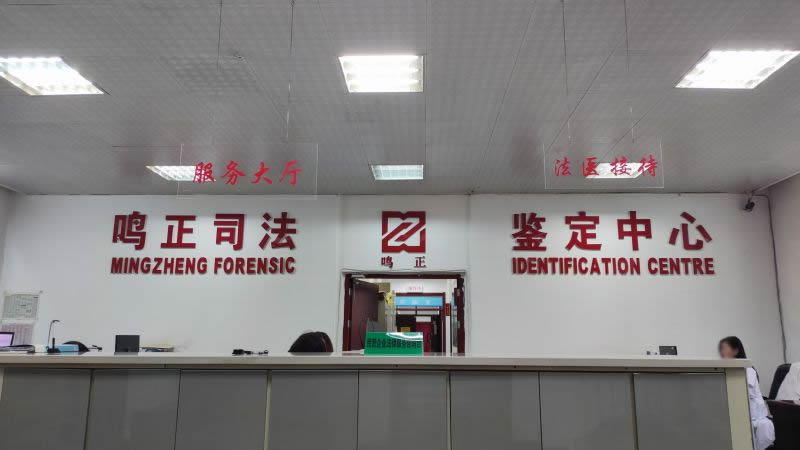 服务大厅
法医接待
鸣正司法
鉴定中心
鸣正
MINGZHENG FORENSIC
IDENTIFICATION CENTRE